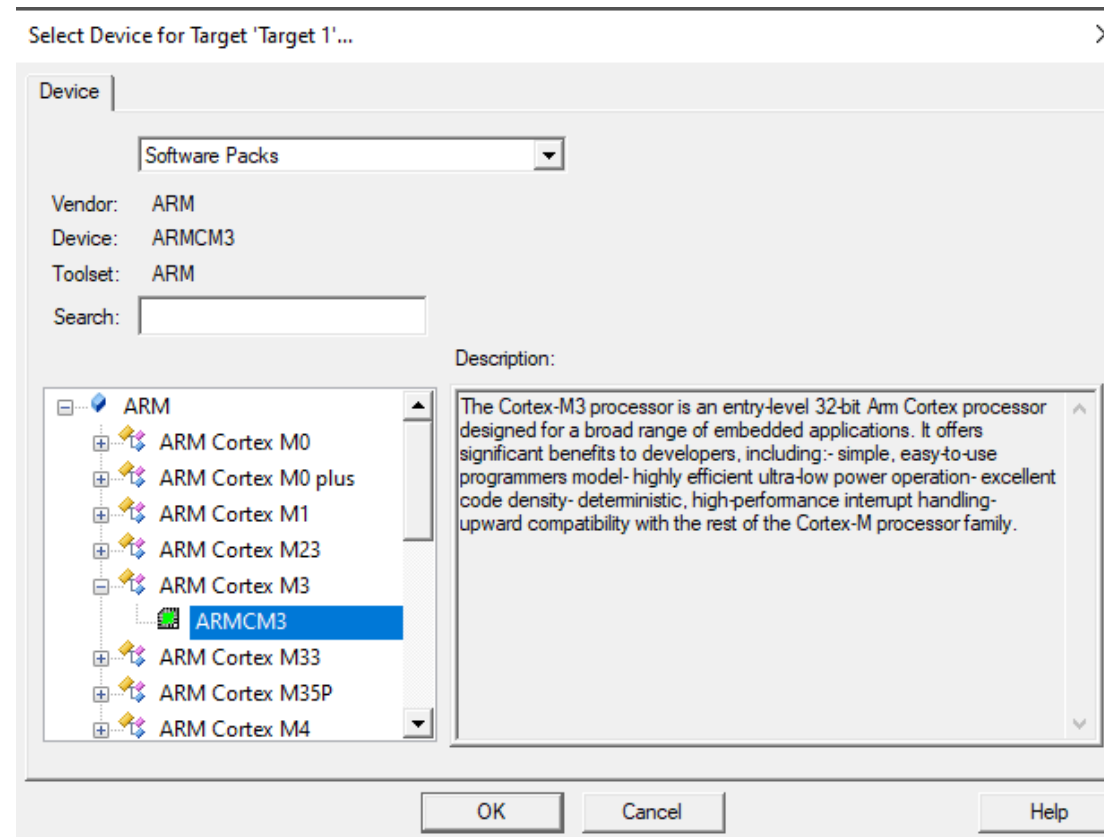 Select Device for Target 'Target 1'...
Device
Software Packs
Vendor: ARM
Device: ARMCM3
Toolset: ARM
Search:
Description:
ARM
ARM Cortex M0
ARM Cortex M0 plus
ARM Cortex M1
ARM Cortex M23
ARM Cortex M3
ARMCM3
ARM Cortex M33
ARM Cortex M35P
ARM Cortex M4
The Cortex-M3 processor is an entry-level 32-bit Arm Cortex processor
designed for a broad range of embedded applications. It offers
significant benefits to developers, including:- simple, easy-to-use
programmers model- highly efficient ultra-low power operation- excellent
code density- deterministic, high-performance interrupt handling-
upward compatibility with the rest of the Cortex-M processor family.
OK
Cancel
Help